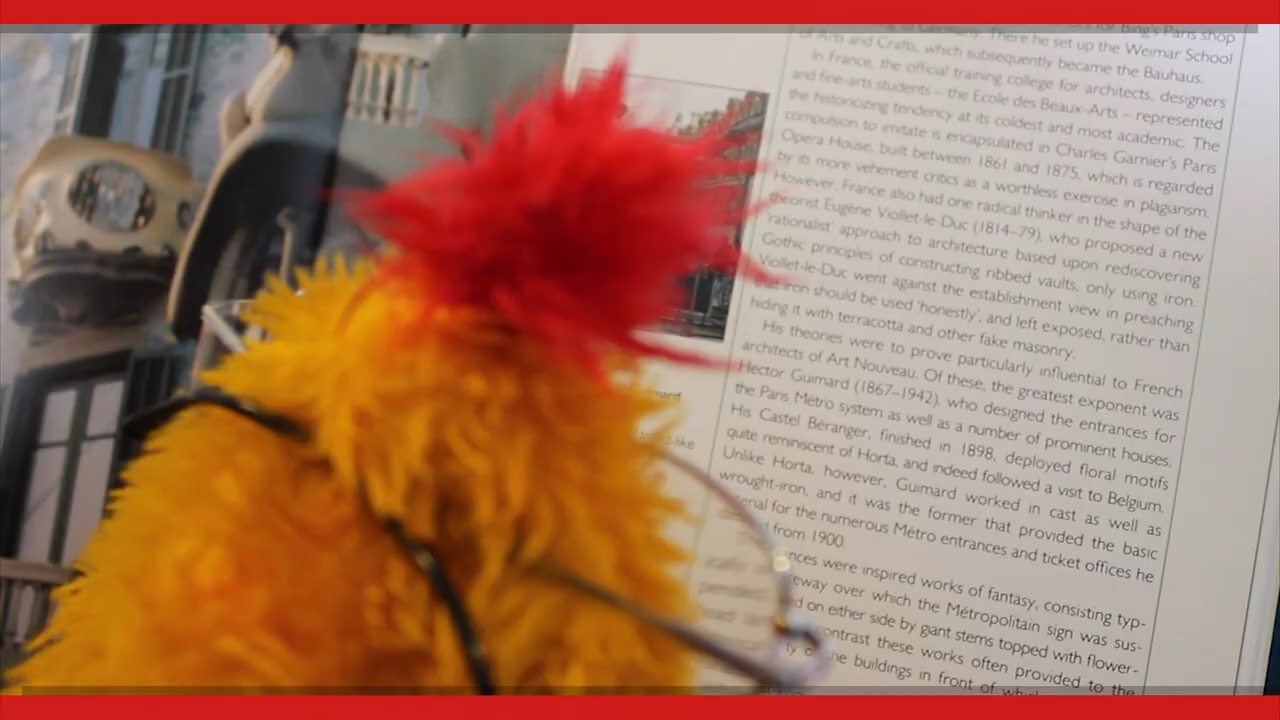 in Germany. There he set up the Weimar School
of Arts and Crafts, which subsequently became the Bauhaus.
In France, the official training college for architects, designers
and fine-arts students – the Ecole des Beaux-Arts – represented
the historicizing tendency at its coldest and most academic. The
compulsion to imitate is encapsulated in Charles Garnier's Paris
Opera House, built between 1861 and 1875, which is regarded
by its more vehement critics as a worthless exercise in plagiarism.
However, France also had one radical thinker in the shape of the
theorist Eugène Viollet-le-Duc (1814–79), who proposed a new
'rationalist' approach to architecture based upon rediscovering
Gothic principles of constructing ribbed vaults, only using iron.
Viollet-le-Duc went against the establishment view in preaching
that iron should be used 'honestly', and left exposed, rather than
hiding it with terracotta and other fake masonry.
His theories were to prove particularly influential to French
architects of Art Nouveau. Of these, the greatest exponent was
Hector Guimard (1867–1942), who designed the entrances for
the Paris Métro system as well as a number of prominent houses.
His Castel Béranger, finished in 1898, deployed floral motifs
quite reminiscent of Horta, and indeed followed a visit to Belgium.
Unlike Horta, however, Guimard worked in cast as well as
wrought-iron, and it was the former that provided the basic
erial for the numerous Métro entrances and ticket offices he
from 1900.
nces were inspired works of fantasy, consisting typ-
eway over which the Métropolitain sign was sus-
d on either side by giant stems topped with flower-
contrast these works often provided to the
the buildings in front of